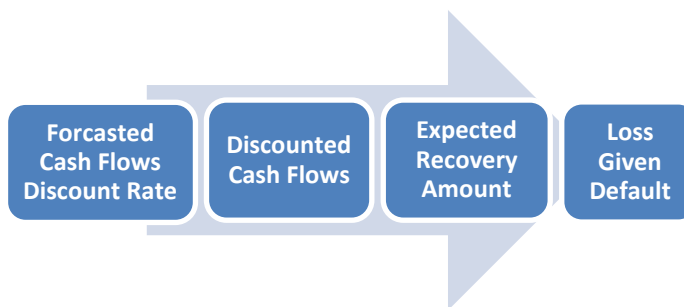 Forcasted
Cash Flows
Discount Rate
Discounted
Cash Flows
Expected
Recovery
Amount
Loss
Given
Default